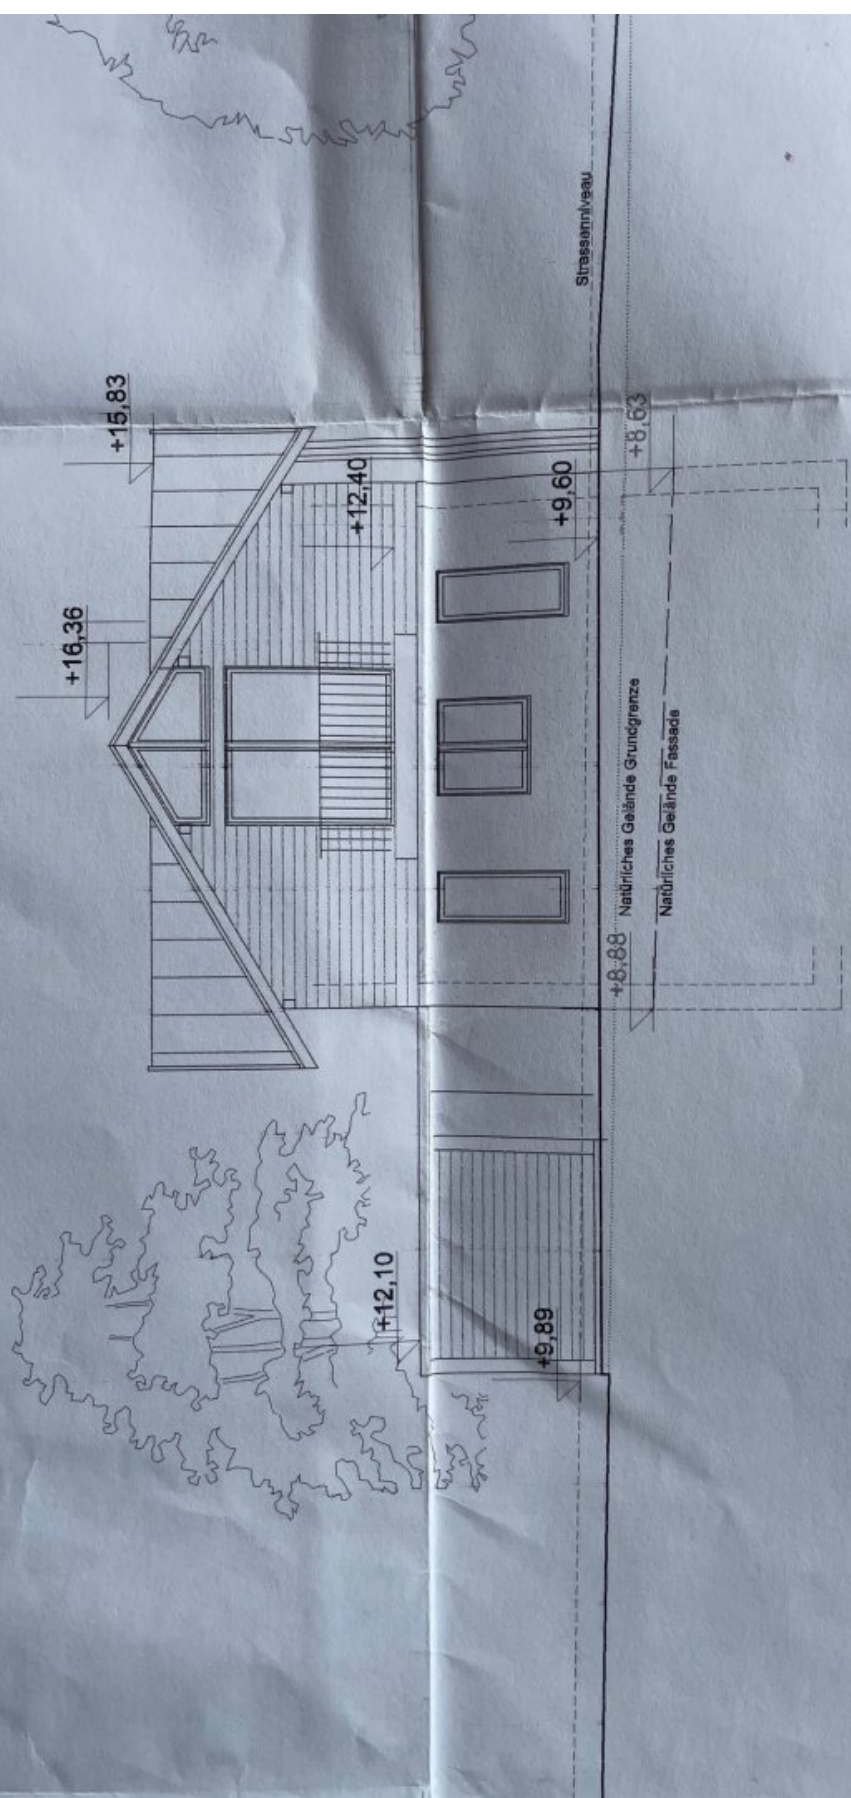 +16,36
+15,83
+12,40
+12,10
+9,89
+9,60
Strassenniveau
+8,88
Natürliches Gelände Grundgrenze
+8,63
Natürliches Gelände Fassade